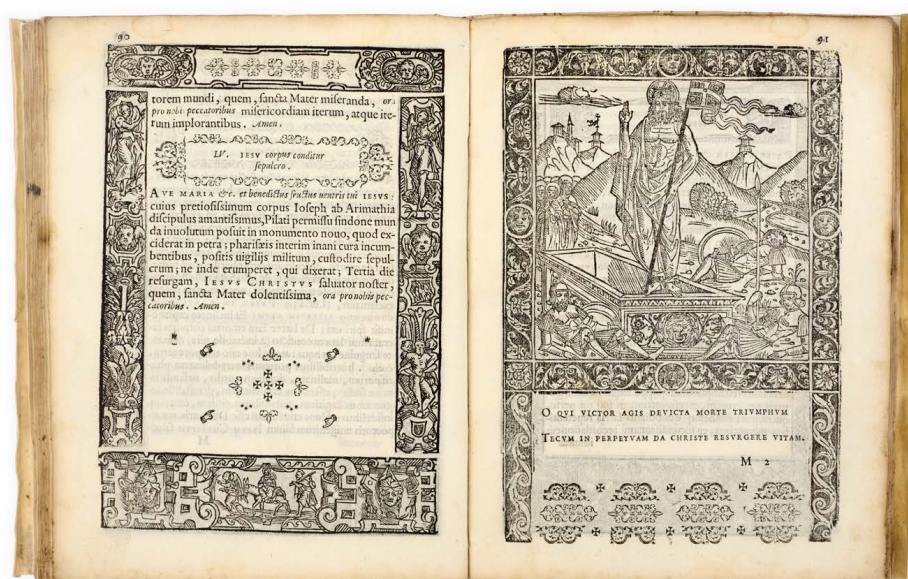 90
torem mundi, quem, sancta Mater miseranda, ora
pro nobis peccatoribus misericordiam iterum, atque ite-
rum implorantibus. Amen.
LV. IESV corpus conditur
sepulcro.
AVE MARIA &c. et benedictus fructus uentris tui IESVS:
cuius pretiosissimum corpus Ioseph ab Arimathia
discipulus amantissimus, Pilati permissu sindone mun
da inuolutum posuit in monumento nouo, quod ex-
ciderat in petra; pharisæis interim inani cura incum-
bentibus, positis uigilijs militum, custodire sepul-
crum; ne inde erumperet, qui dixerat; Tertia die
resurgam, IESVS CHRISTVS saluator noster,
quem, sancta Mater dolentissima, ora pro nobis pec-
catoribus. Amen.
91
O QVI VICTOR AGIS DEVICTA MORTE TRIVMPHVM
TECVM IN PERPETVAM DA CHRISTE RESVRGERE VITAM.
M 2